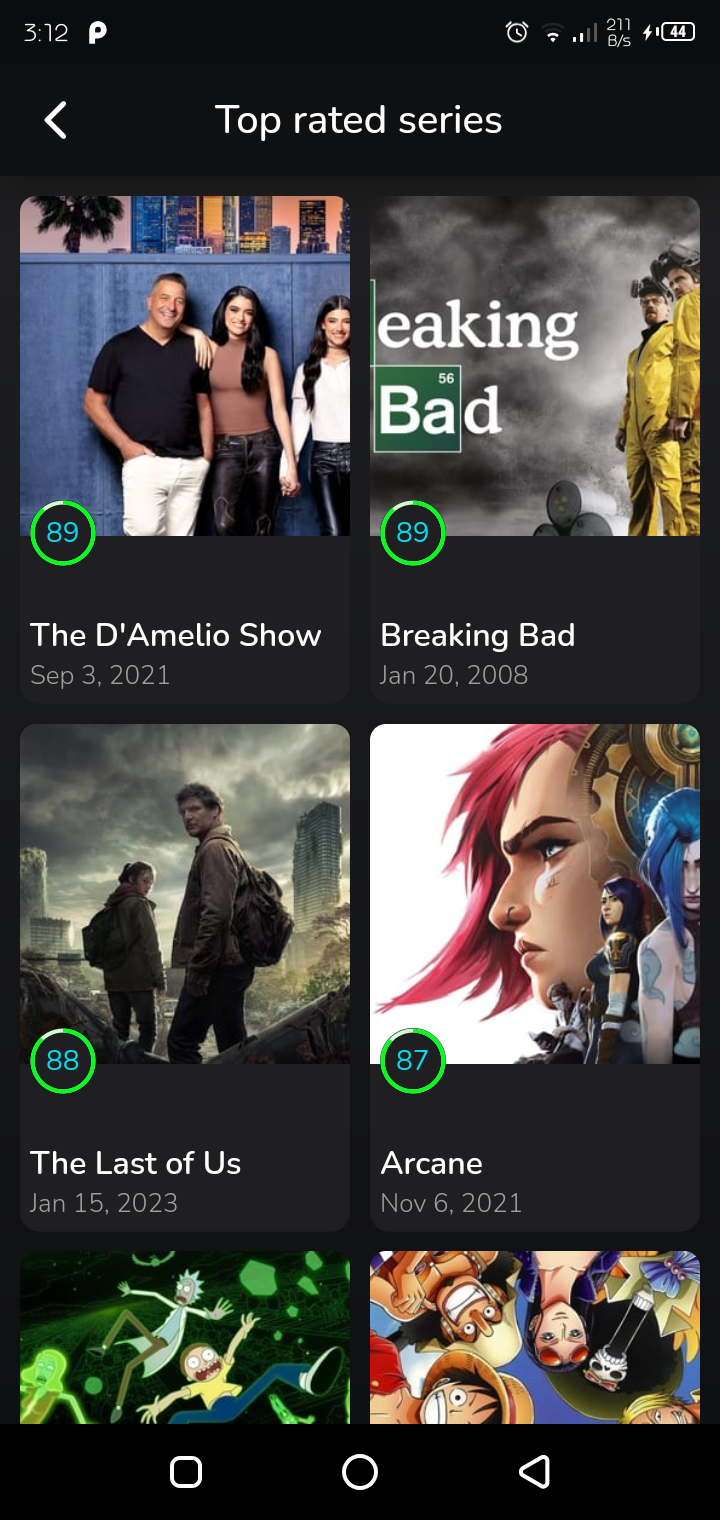 3:12
211
B/s
44
Top rated series
eaking
56
Bad
89
89
The D'Amelio Show
Breaking Bad
Sep 3, 2021
Jan 20, 2008
88
87
The Last of Us
Arcane
Jan 15, 2023
Nov 6, 2021